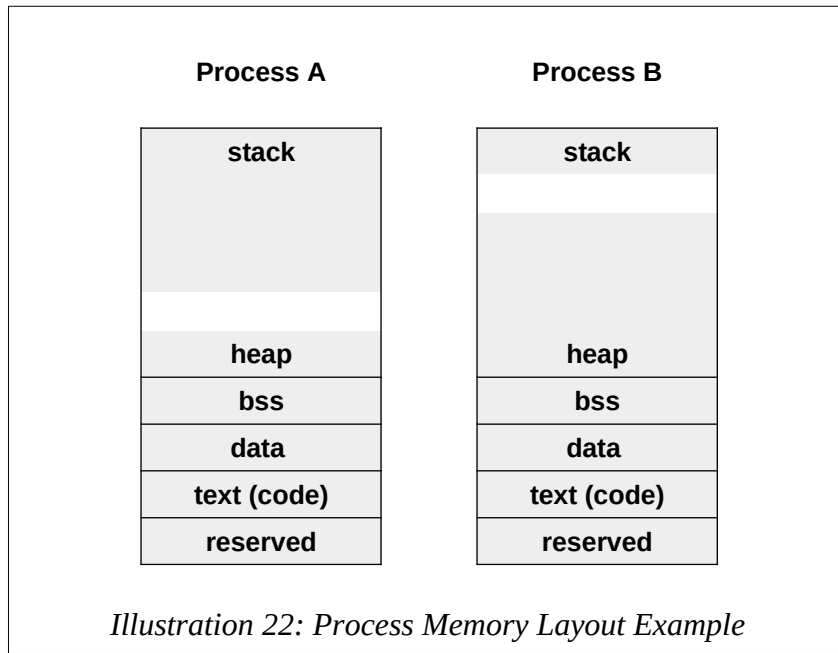 Process A Process B
stack stack
heap heap
bss bss
data data
text (code) text (code)
reserved reserved
Illustration 22: Process Memory Layout Example